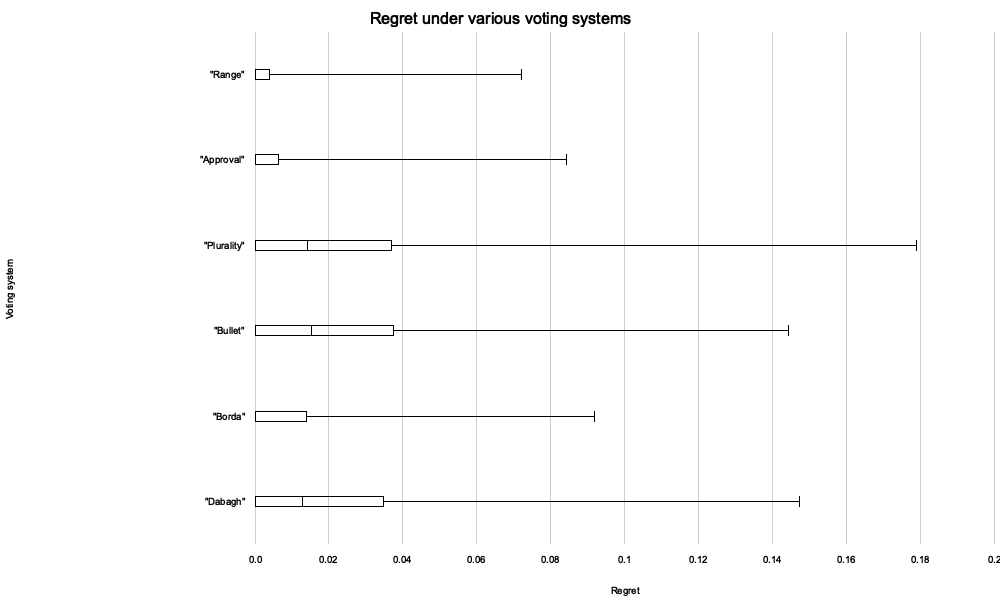 Regret under various voting systems
"Range"
"Approval"
"Plurality"
Voting system
"Bullet"
"Borda"
"Dabagh"
0.0 0.02 0.04 0.06 0.08 0.1 0.12 0.14 0.16 0.18 0.2
Regret